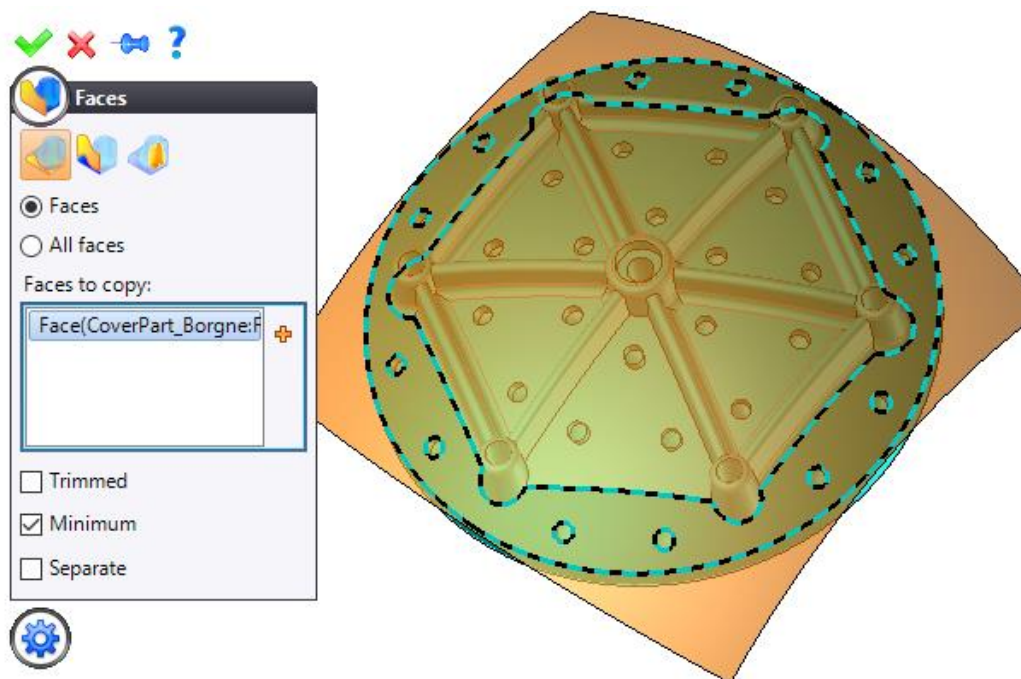 ?
Faces
Faces
All faces
Faces to copy:
Face(CoverPart_Borgne:F
Trimmed
Minimum
Separate